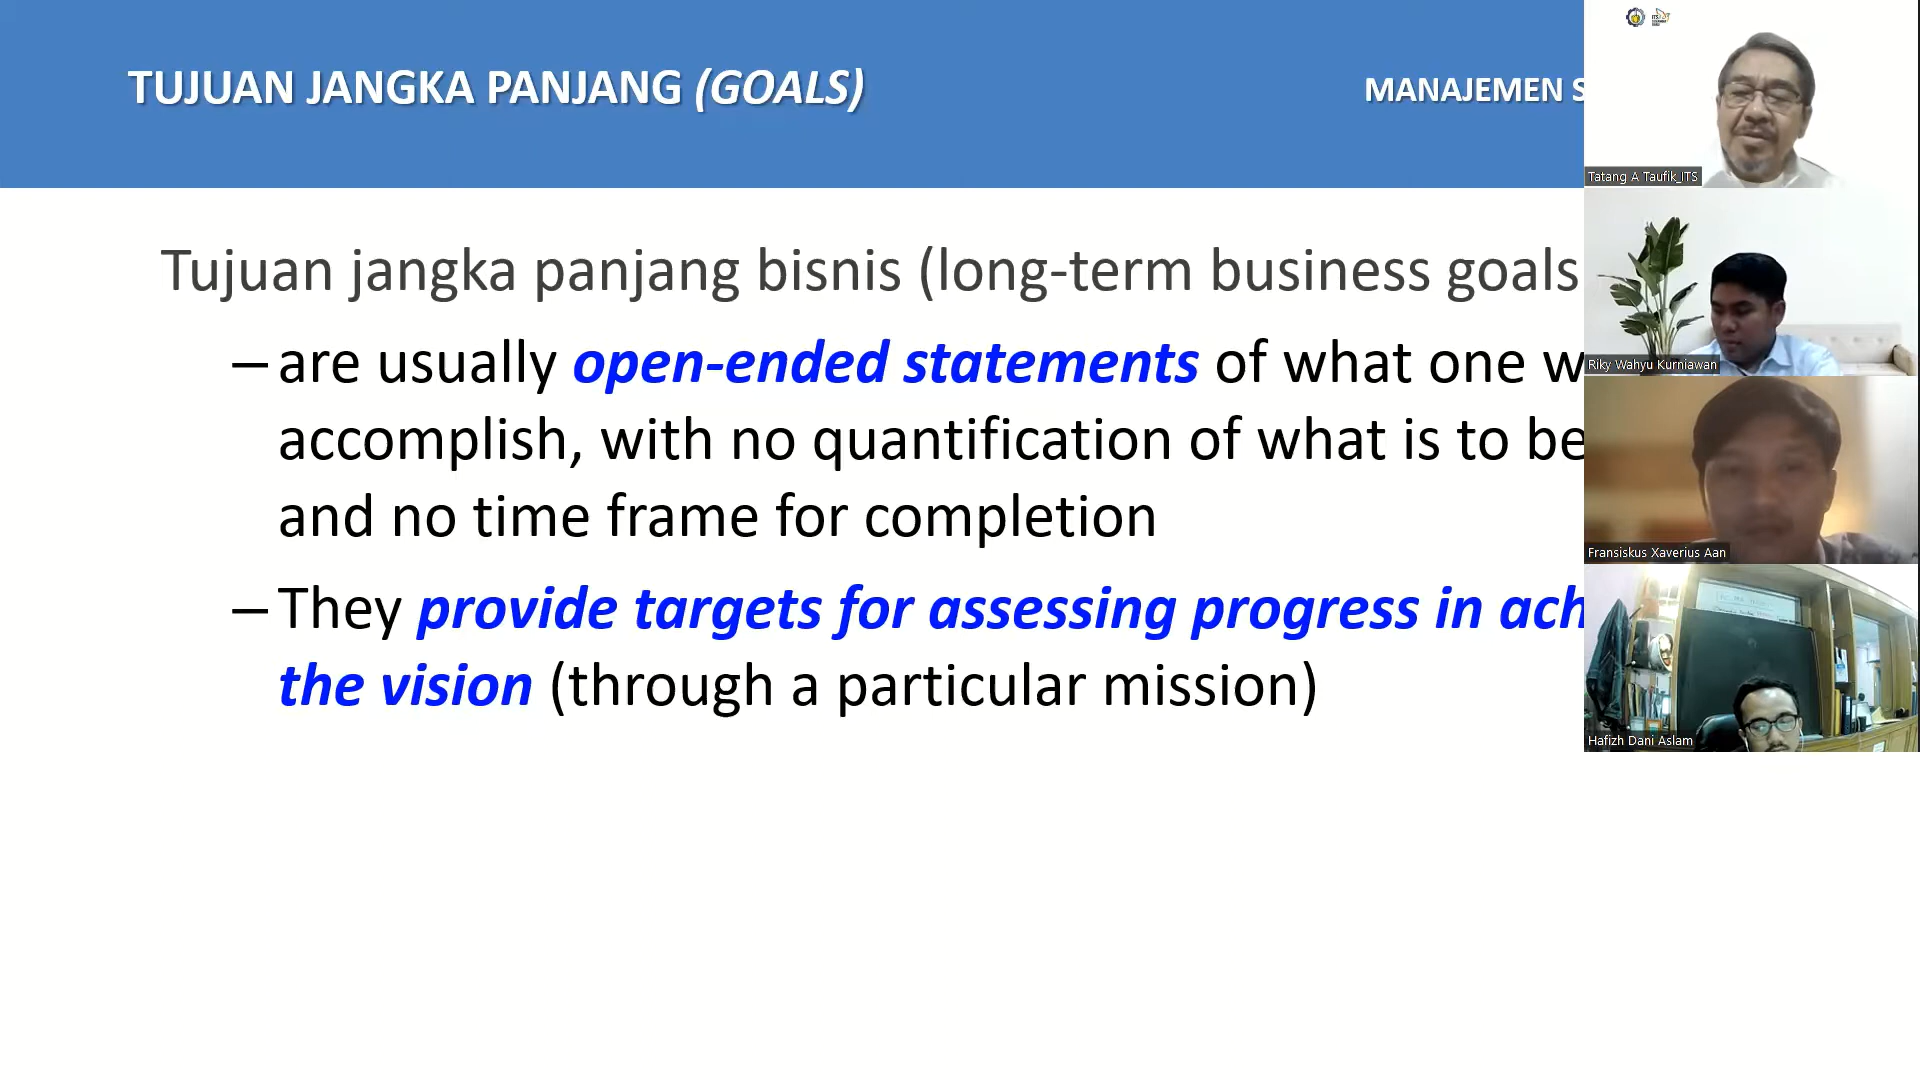 TUJUAN JANGKA PANJANG (GOALS)
MANAJEMEN S
Tujuan jangka panjang bisnis (long-term business goals
– are usually open-ended statements of what one w
accomplish, with no quantification of what is to be
and no time frame for completion
– They provide targets for assessing progress in ach
the vision (through a particular mission)
Tatang A Taufik_ITS
Riky Wahyu Kurniawan
Fransiskus Xaverius Aan
Hafizh Dani Aslam